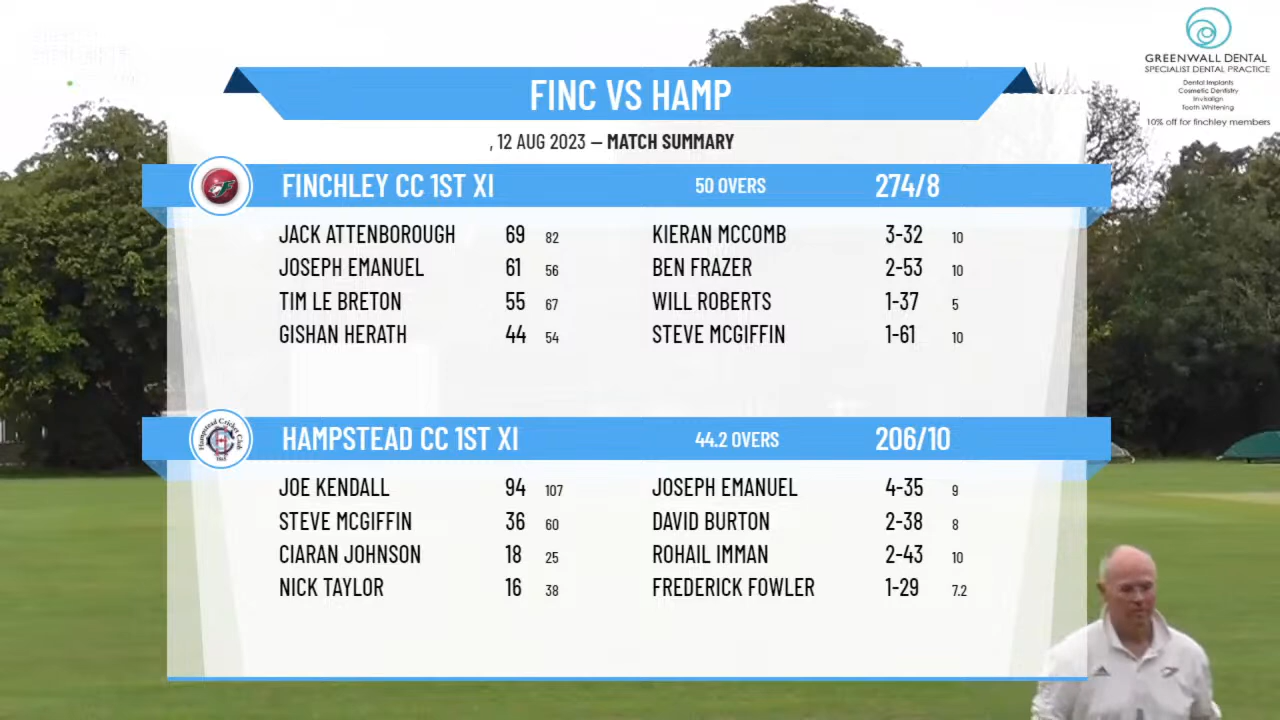 GREENWALL DENTAL
SPECIALIST DENTAL PRACTICE
Dental Implants
Cosmetic Dentistry
Invisalign
Tooth Whitening
10% off for finchley members
FINC VS HAMP
, 12 AUG 2023 – MATCH SUMMARY
FINCHLEY CC 1ST XI 50 OVERS 274/8
JACK ATTENBOROUGH 69 82 KIERAN MCCOMB 3-32 10
JOSEPH EMANUEL 61 56 BEN FRAZER 2-53 10
TIM LE BRETON 55 67 WILL ROBERTS 1-37 5
GISHAN HERATH 44 54 STEVE MCGIFFIN 1-61 10
Hampstead Cricket Club
HAMPSTEAD CC 1ST XI 44.2 OVERS 206/10
JOE KENDALL 94 107 JOSEPH EMANUEL 4-35 9
STEVE MCGIFFIN 36 60 DAVID BURTON 2-38 8
CIARAN JOHNSON 18 25 ROHAIL IMMAN 2-43 10
NICK TAYLOR 16 38 FREDERICK FOWLER 1-29 7.2